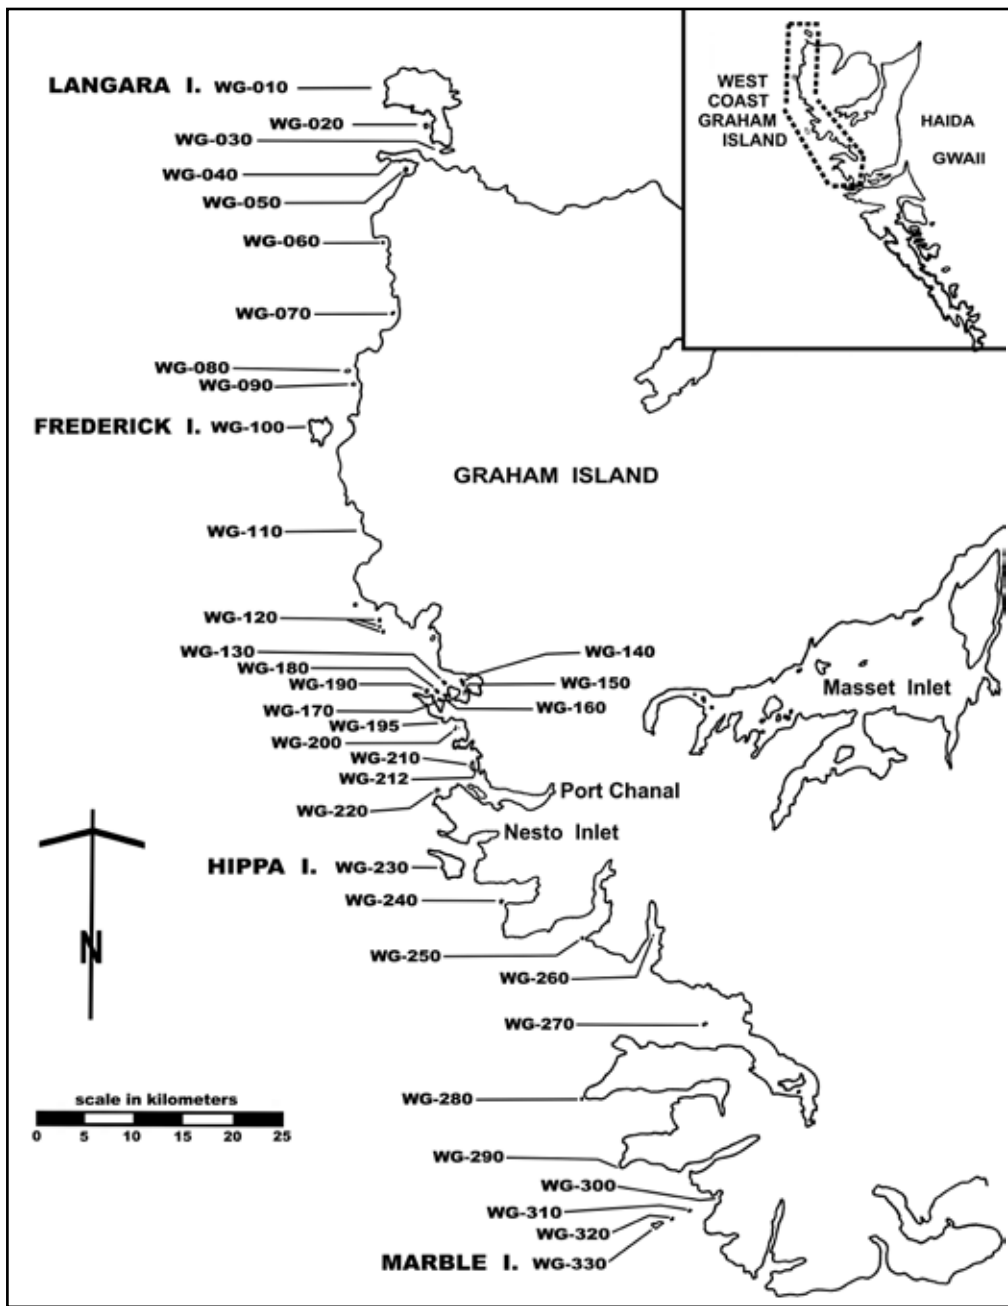 LANGARA I. WG-010
WG-020
WG-030
WG-040
WG-050
WG-060
WG-070
WG-080
WG-090
FREDERICK I. WG-100
WG-110
WG-120
WG-130
WG-180
WG-190
WG-170
WG-195
WG-200
WG-210
WG-212
WG-220
WG-140
WG-150
WG-160
HIPPA I. WG-230
WG-240
WG-250
WG-260
WG-270
WG-280
WG-290
WG-300
WG-310
WG-320
MARBLE I. WG-330
GRAHAM ISLAND
Masset Inlet
Port Chanal
Nesto Inlet
WEST
COAST
GRAHAM
ISLAND
HAIDA
GWAII
N
scale in kilometers
0 5 10 15 20 25